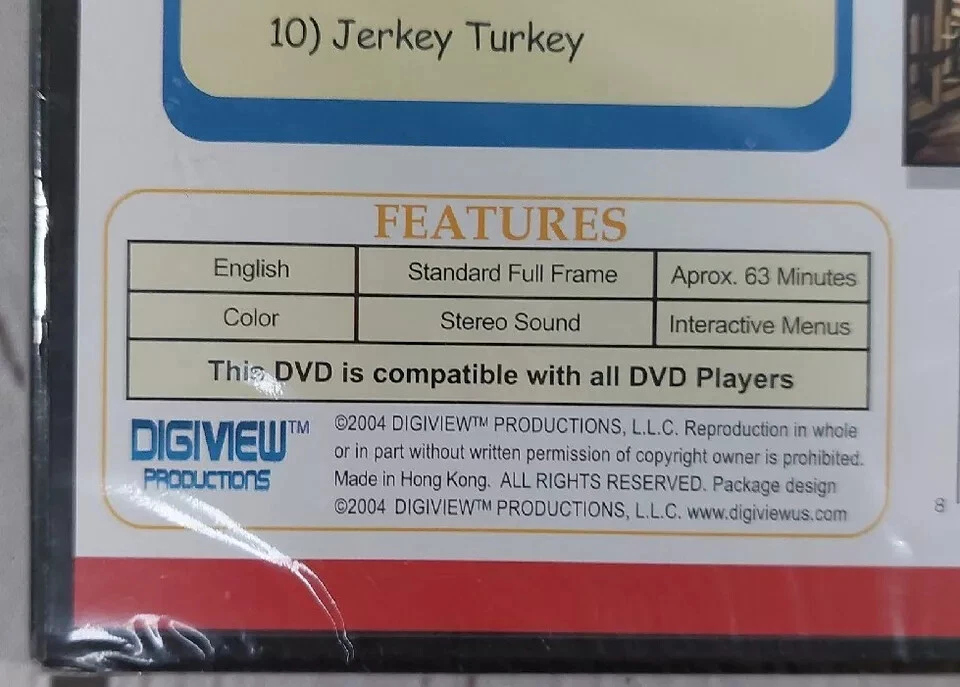 10) Jerkey Turkey
FEATURES
English Standard Full Frame Aprox. 63 Minutes
Color Stereo Sound Interactive Menus
This DVD is compatible with all DVD Players
DIGIVIEW™
PRODUCTIONS
©2004 DIGIVIEW™ PRODUCTIONS, L.L.C. Reproduction in whole
or in part without written permission of copyright owner is prohibited.
Made in Hong Kong. ALL RIGHTS RESERVED. Package design
©2004 DIGIVIEW™ PRODUCTIONS, L.L.C. www.digiviewus.com
8